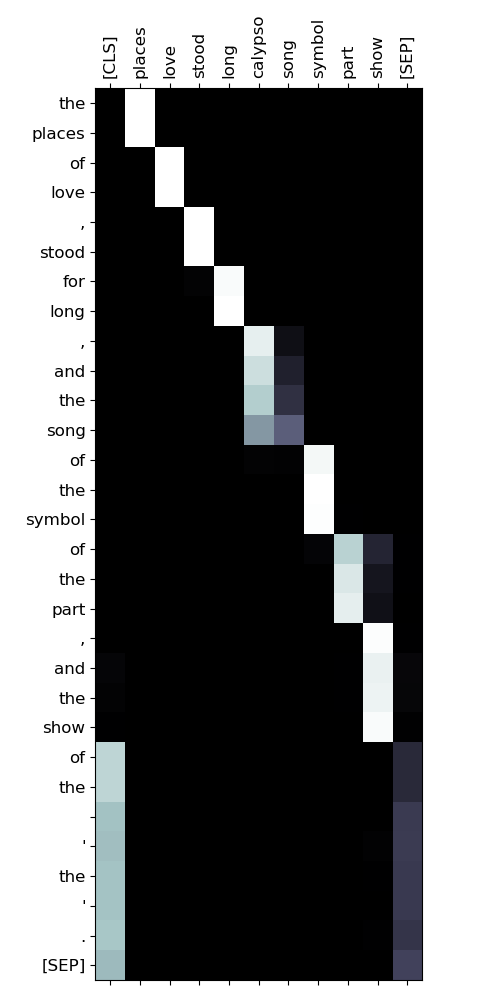 [CLS] places love stood long calypso song symbol part show [SEP]
the
places
of
love
,
stood
for
long
,
and
the
song
of
the
symbol
of
the
part
,
and
the
show
of
the
'
the
'
.
[SEP]